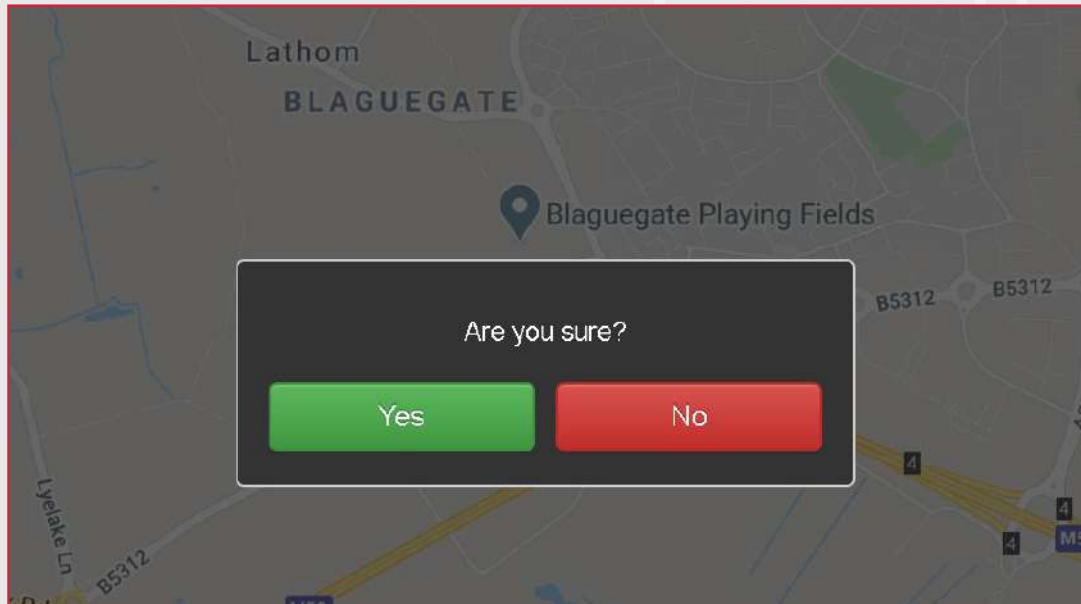 Lathom
BLAGUEGATE
Blaguegate Playing Fields
B5312
B5312
Are you sure?
Yes
No
4
4
4
Lyelake Ln
B5312